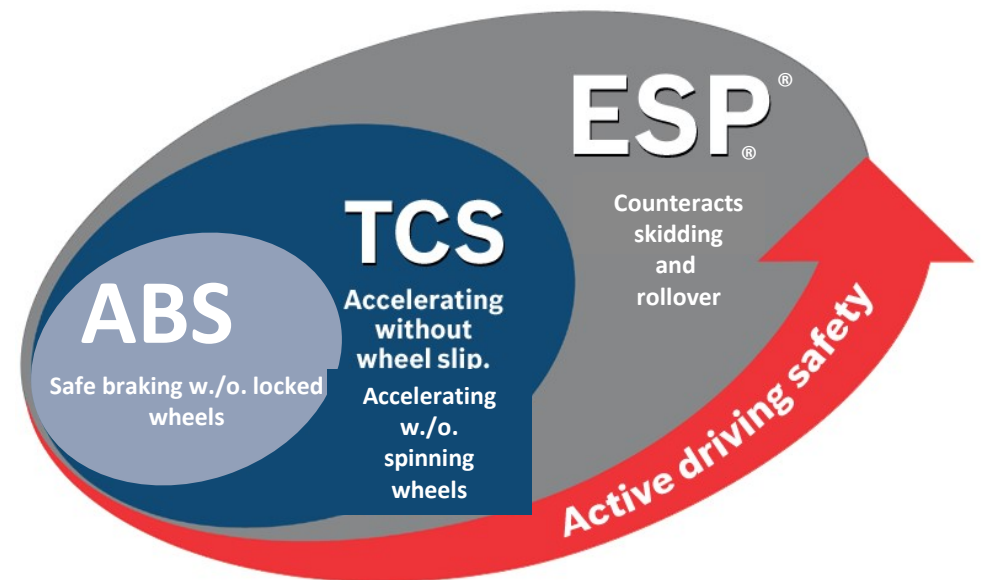 ESP®
®
Counteracts
skidding
and
rollover
TCS
Accelerating
without
wheel slip.
Accelerating
w./o.
spinning
wheels
ABS
Safe braking w./o. locked
wheels
Active driving safety